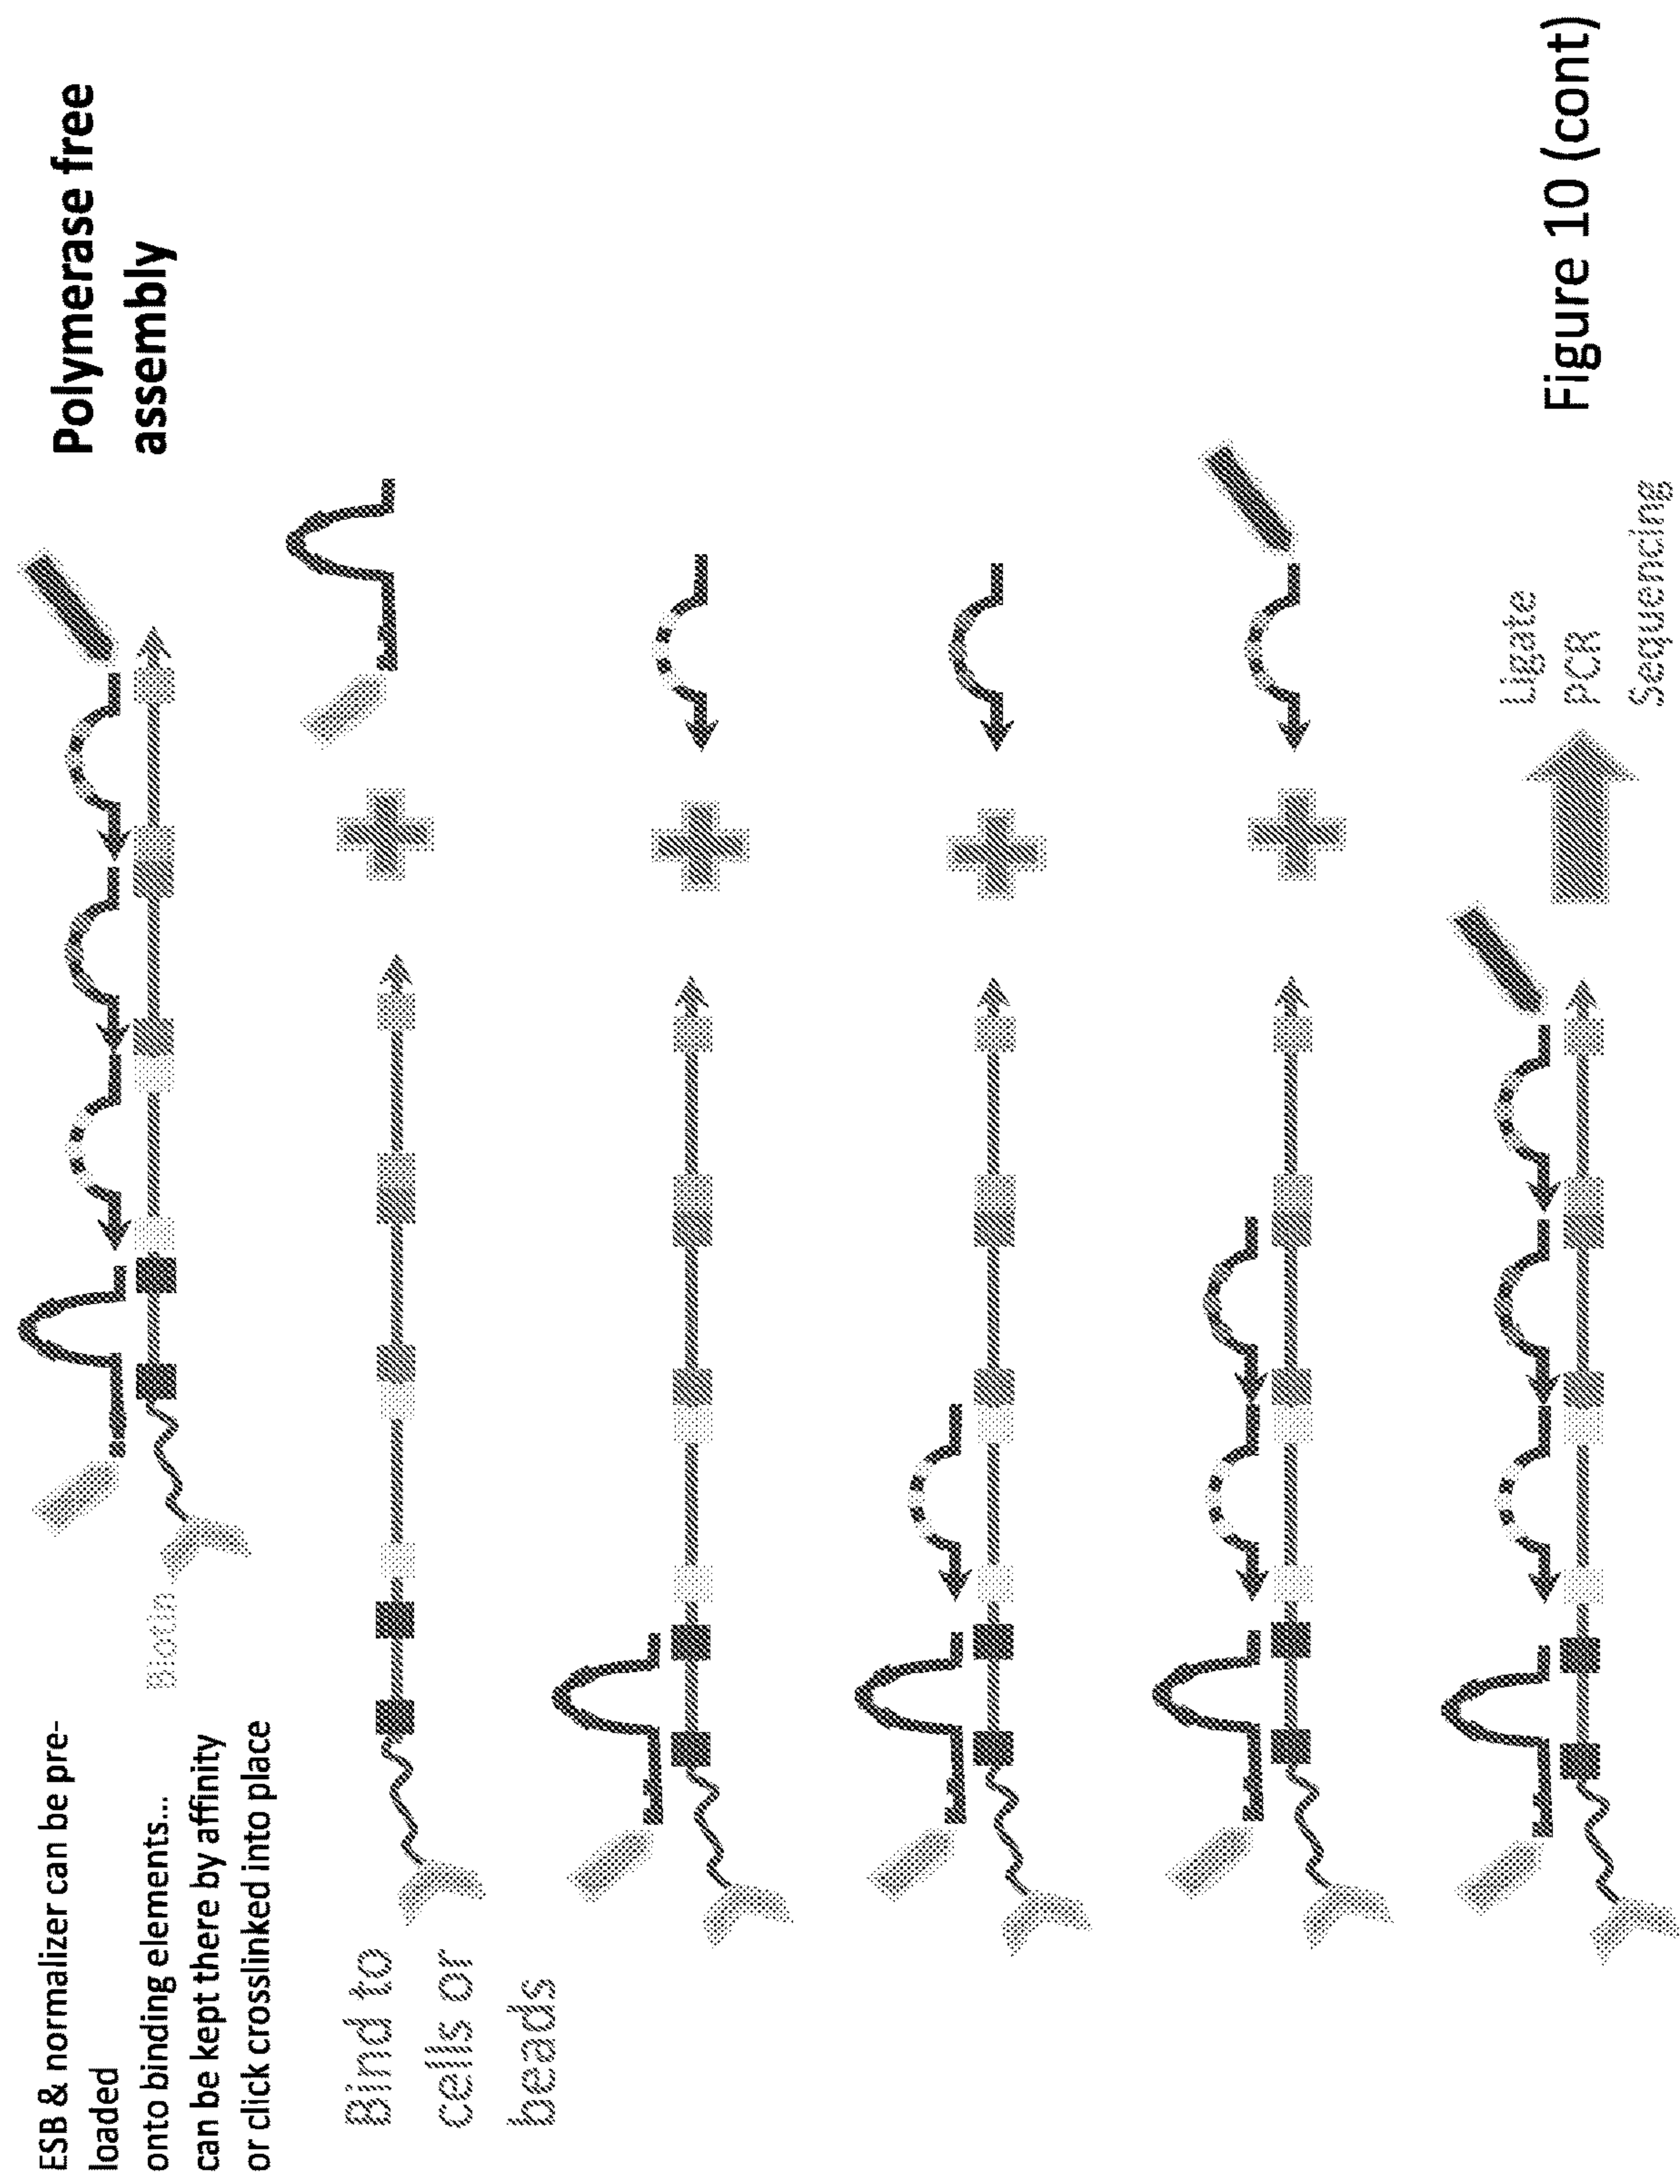 Polymerase free
assembly
ESB & normalizer can be pre-
loaded
onto binding elements...
can be kept there by affinity
or click crosslinked into place
Biotin
Bind to
cells or
beads
Ligate
PCR
Sequencing
Figure 10 (cont)